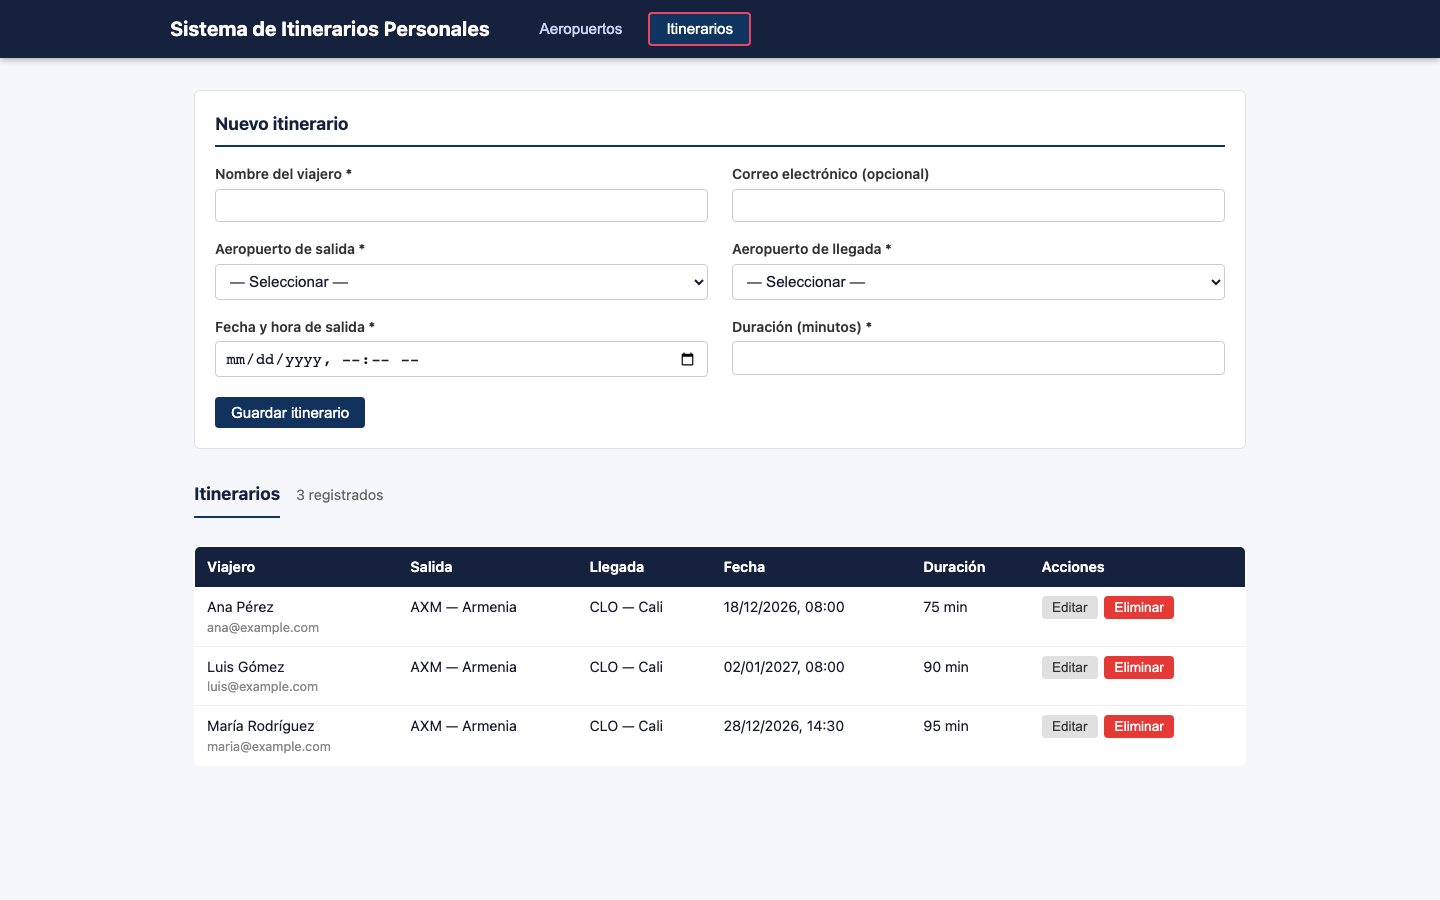 Sistema de Itinerarios Personales Aeropuertos Itinerarios
Nuevo itinerario
Nombre del viajero * Correo electrónico (opcional)
Aeropuerto de salida * Aeropuerto de llegada *
— Seleccionar — — Seleccionar —
Fecha y hora de salida * Duración (minutos) *
mm/dd/yyyy, --:-- --
Guardar itinerario
Itinerarios 3 registrados
Viajero Salida Llegada Fecha Duración Acciones
Ana Pérez AXM — Armenia CLO — Cali 18/12/2026, 08:00 75 min Editar Eliminar
ana@example.com
Luis Gómez AXM — Armenia CLO — Cali 02/01/2027, 08:00 90 min Editar Eliminar
luis@example.com
María Rodríguez AXM — Armenia CLO — Cali 28/12/2026, 14:30 95 min Editar Eliminar
maria@example.com